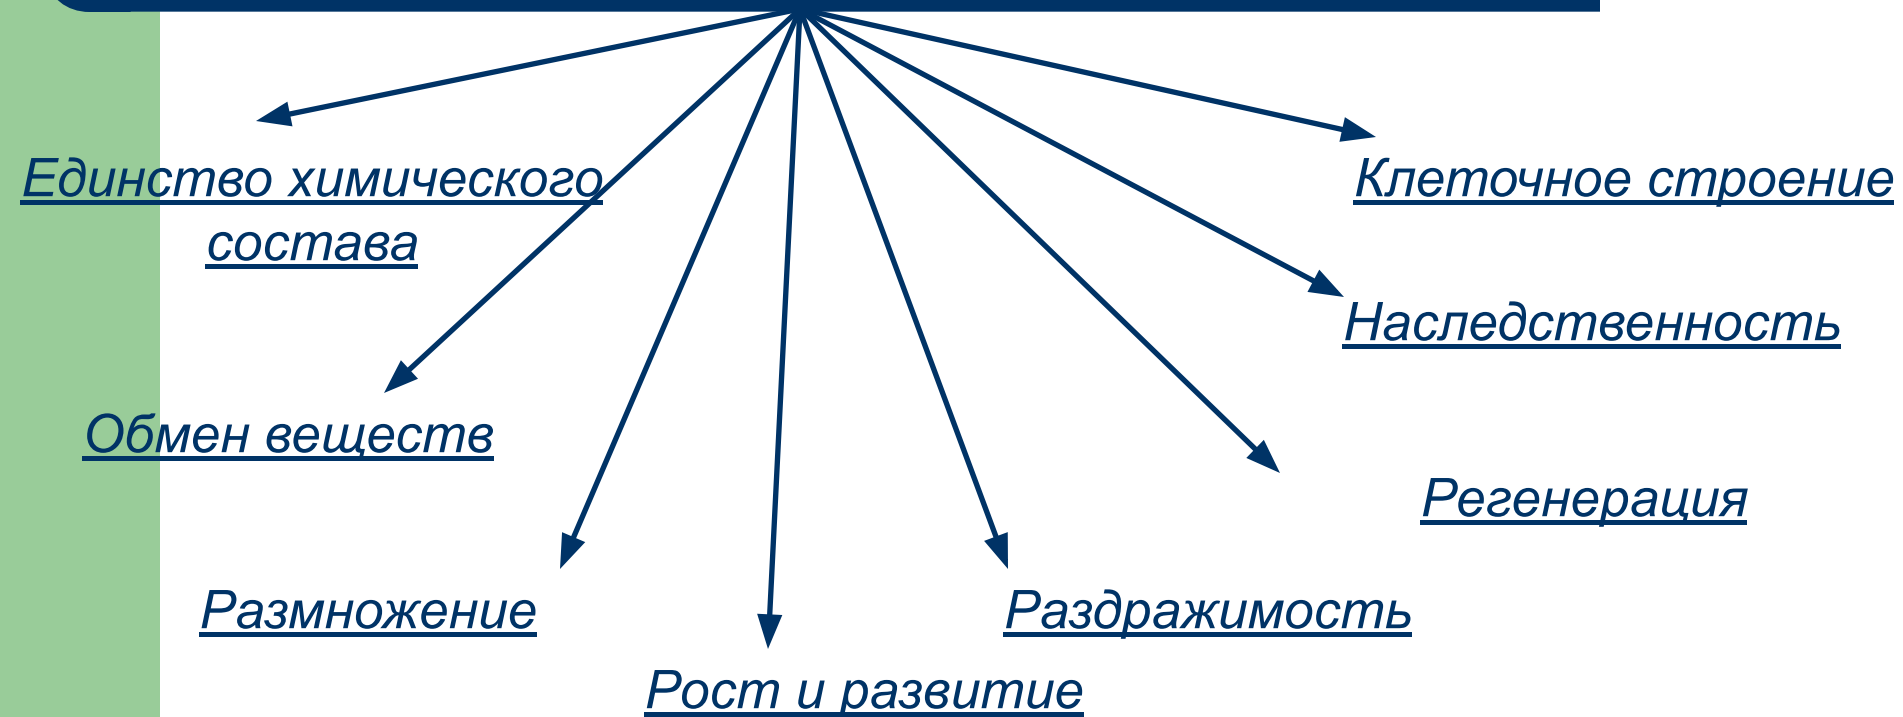 Единство химического
состава
Клеточное строение
Наследственность
Обмен веществ
Регенерация
Размножение
Раздражимость
Рост и развитие